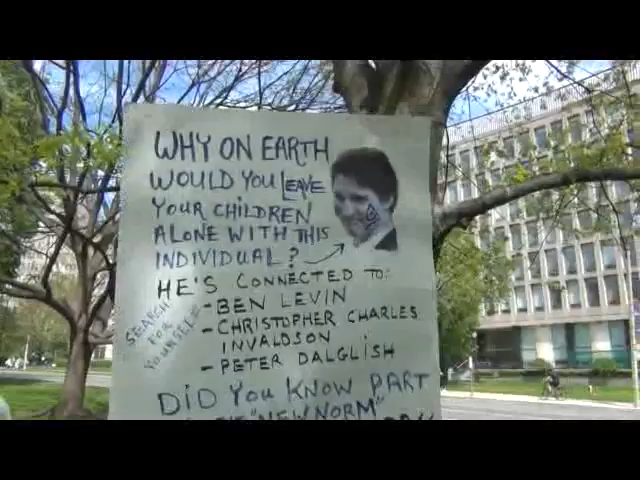 WHY ON EARTH
WOULD YOU LEAVE
YOUR CHILDREN
ALONE WITH THIS
INDIVIDUAL?
HE'S CONNECTED TO:
- BEN LEVIN
- CHRISTOPHER CHARLES
INVALDSON
- PETER DALGLISH
SEARCH
FOR
YOURSELF
DID YOU KNOW PART
"NEW NORM"